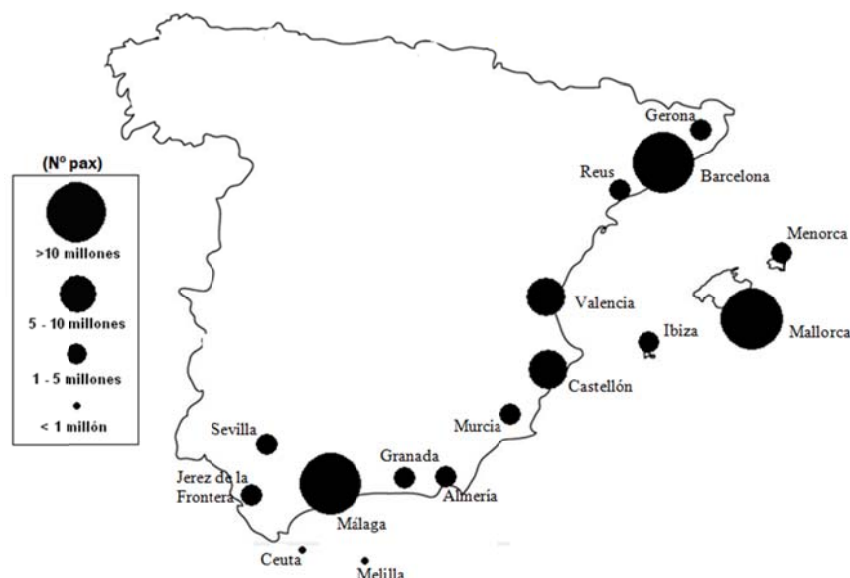 (Nº pax)
>10 millones
5 - 10 millones
1 - 5 millones
< 1 millón
Gerona
Barcelona
Reus
Menorca
Mallorca
Ibiza
Valencia
Castellón
Murcia
Sevilla
Granada
Almería
Jerez de la
Frontera
Málaga
Ceuta
Melilla